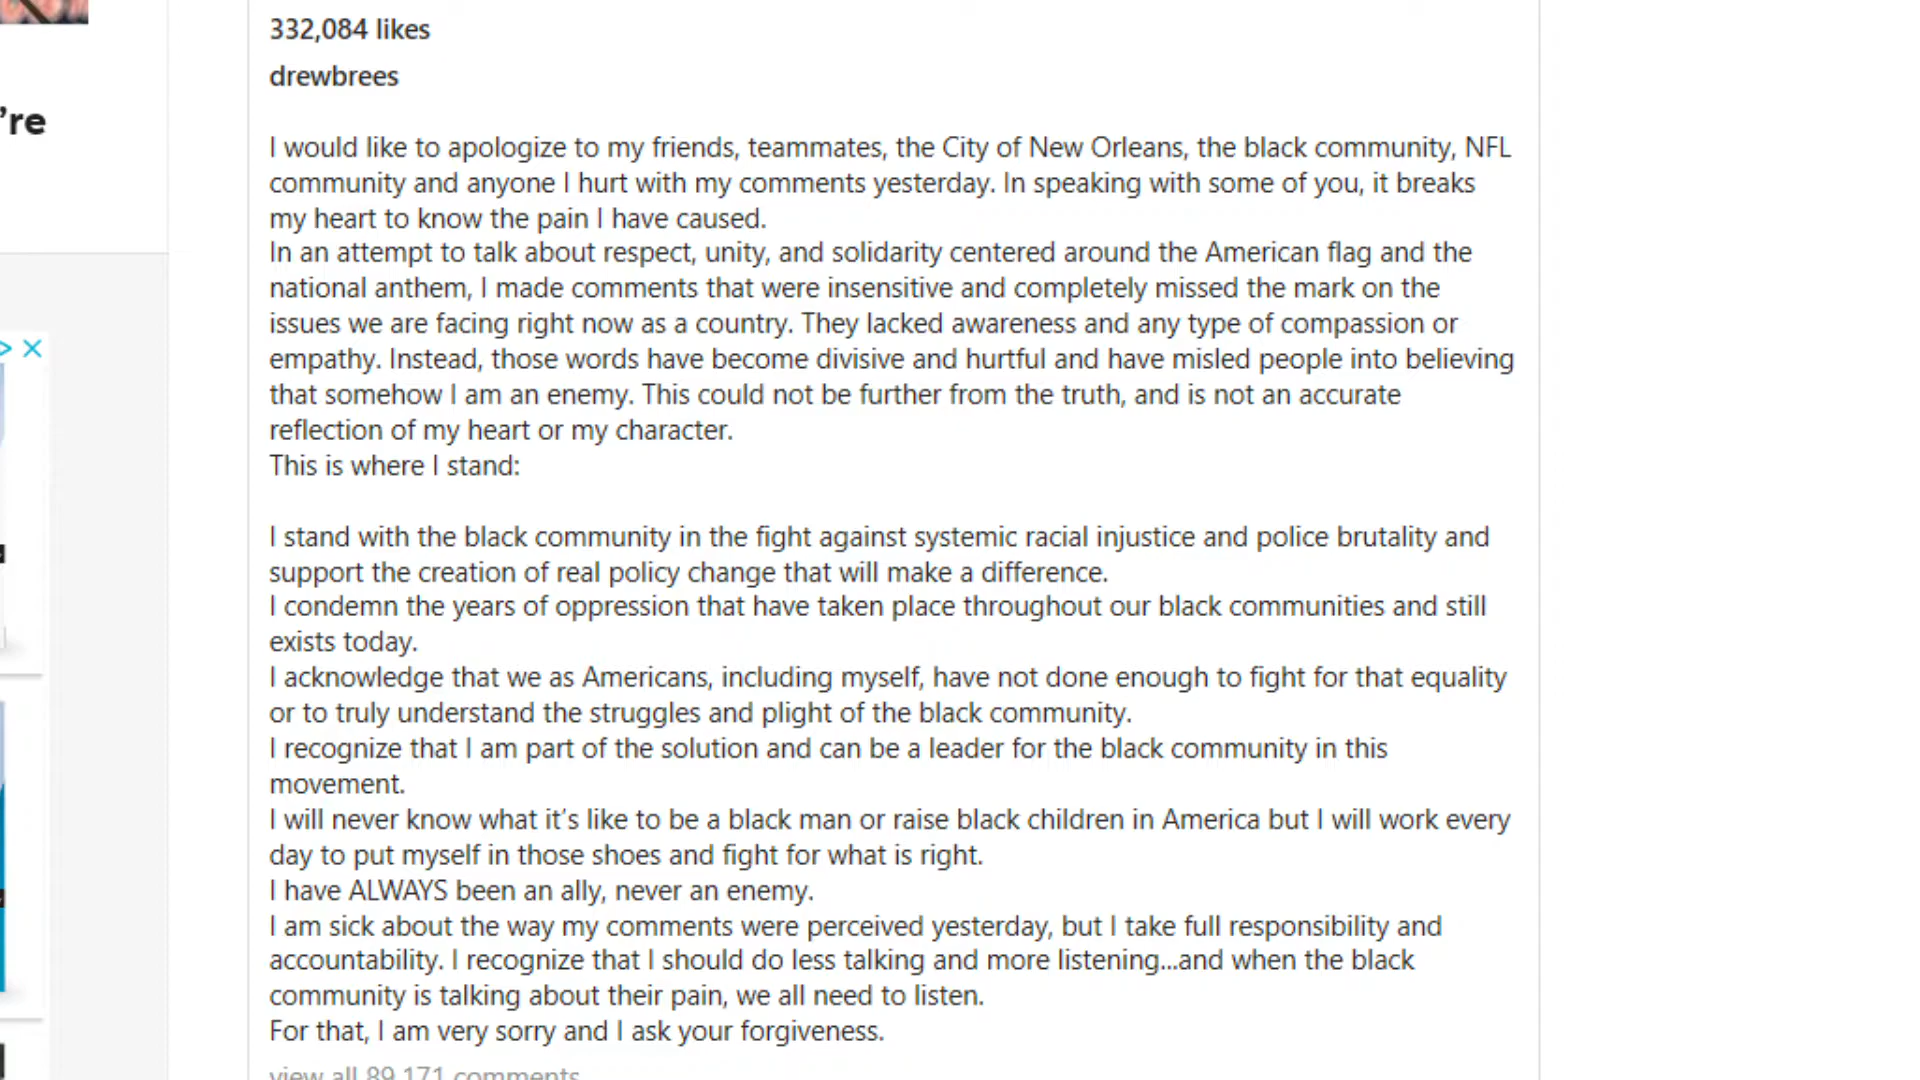 332,084 likes
drewbrees
're
I would like to apologize to my friends, teammates, the City of New Orleans, the black community, NFL
community and anyone I hurt with my comments yesterday. In speaking with some of you, it breaks
my heart to know the pain I have caused.
In an attempt to talk about respect, unity, and solidarity centered around the American flag and the
national anthem, I made comments that were insensitive and completely missed the mark on the
issues we are facing right now as a country. They lacked awareness and any type of compassion or
empathy. Instead, those words have become divisive and hurtful and have misled people into believing
that somehow I am an enemy. This could not be further from the truth, and is not an accurate
reflection of my heart or my character.
This is where I stand:
I stand with the black community in the fight against systemic racial injustice and police brutality and
support the creation of real policy change that will make a difference.
I condemn the years of oppression that have taken place throughout our black communities and still
exists today.
I acknowledge that we as Americans, including myself, have not done enough to fight for that equality
or to truly understand the struggles and plight of the black community.
I recognize that I am part of the solution and can be a leader for the black community in this
movement.
I will never know what it’s like to be a black man or raise black children in America but I will work every
day to put myself in those shoes and fight for what is right.
I have ALWAYS been an ally, never an enemy.
I am sick about the way my comments were perceived yesterday, but I take full responsibility and
accountability. I recognize that I should do less talking and more listening...and when the black
community is talking about their pain, we all need to listen.
For that, I am very sorry and I ask your forgiveness.
view all 89,171 comments